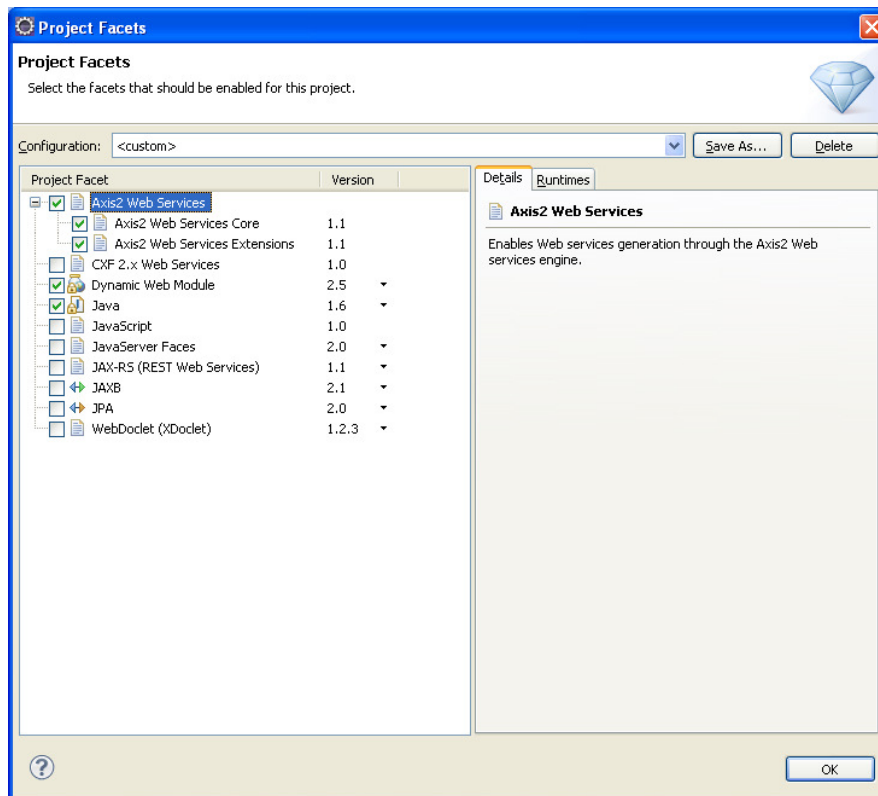 Project Facets
Project Facets
Select the facets that should be enabled for this project.
Configuration: <custom> Save As... Delete
Project Facet Version
Axis2 Web Services
Axis2 Web Services Core 1.1
Axis2 Web Services Extensions 1.1
CXF 2.x Web Services 1.0
Dynamic Web Module 2.5
Java 1.6
JavaScript 1.0
JavaServer Faces 2.0
JAX-RS (REST Web Services) 1.1
JAXB 2.1
JPA 2.0
WebDoclet (XDoclet) 1.2.3
Details Runtimes
Axis2 Web Services
Enables Web services generation through the Axis2 Web
services engine.
?
OK